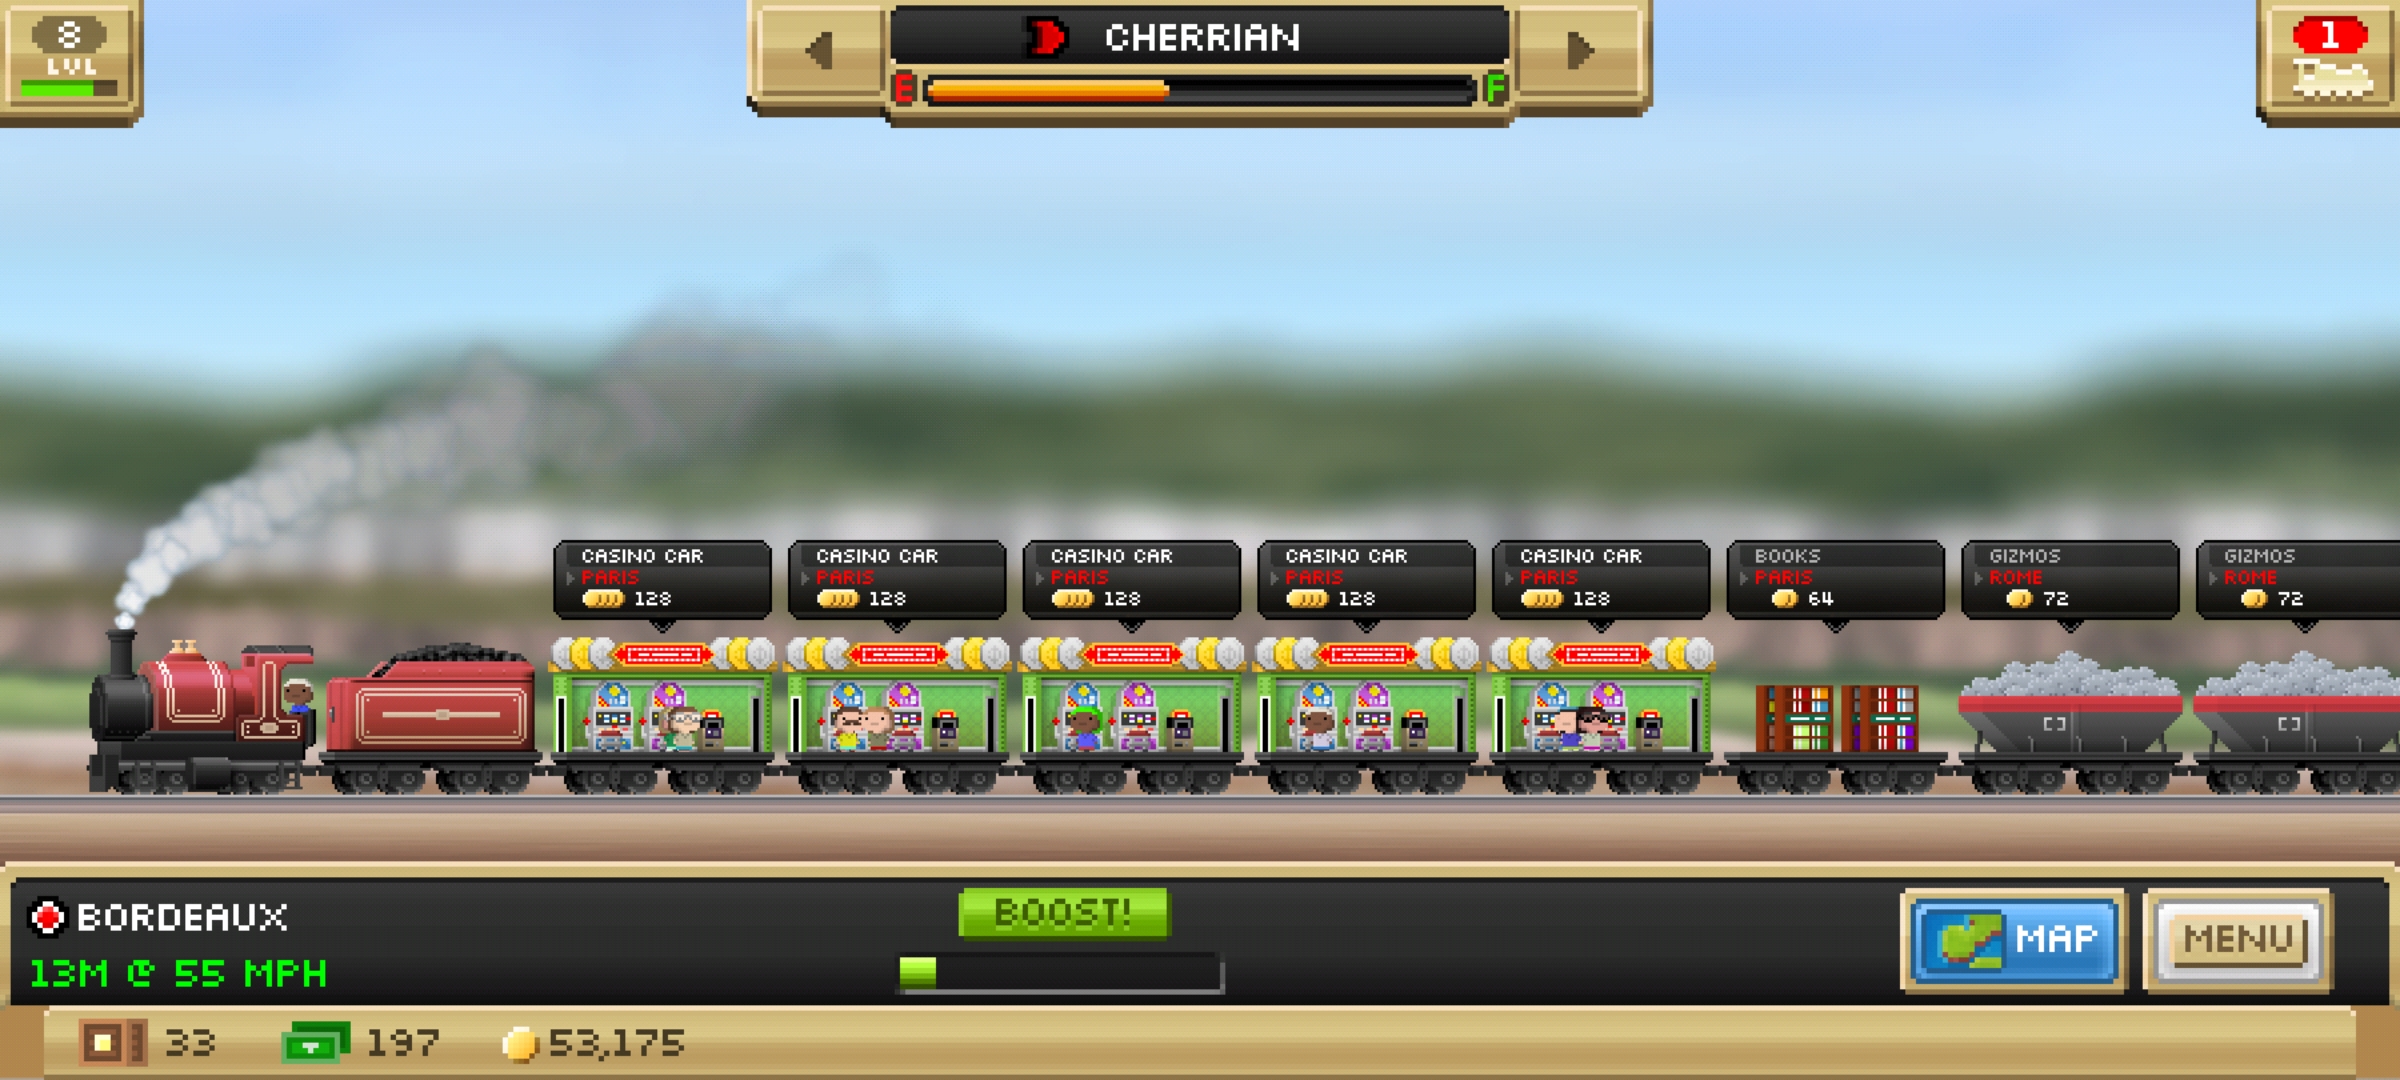 8
LVL
CHERRIAN
E
F
1
CASINO CAR
PARIS
128
CASINO CAR
PARIS
128
CASINO CAR
PARIS
128
CASINO CAR
PARIS
128
CASINO CAR
PARIS
128
BOOKS
PARIS
64
GIZMOS
ROME
72
GIZMOS
ROME
72
BORDEAUX
13M @ 55 MPH
BOOST!
MAP
MENU
33
197
53,175